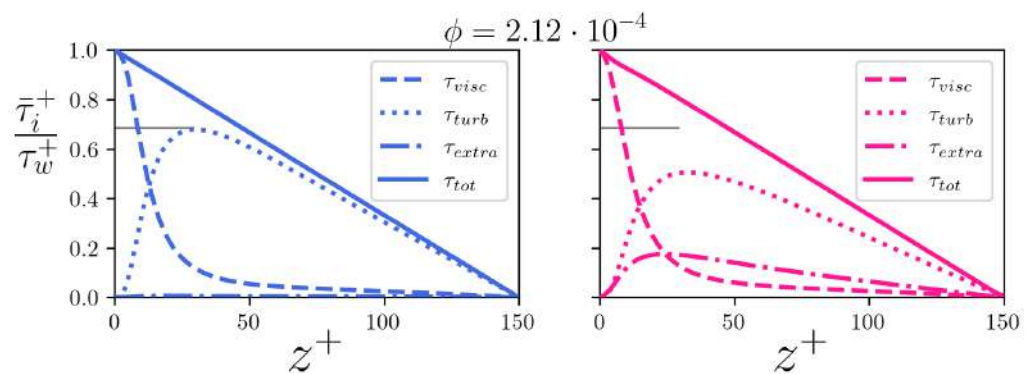 ϕ = 2.12 · 10⁻⁴
1.0
0.8
0.6
0.4
0.2
0.0
τ̄ᵢ⁺
τ_w⁺
τ_visc
τ_turb
τ_extra
τ_tot
0 50 100 150
z⁺
τ_visc
τ_turb
τ_extra
τ_tot
0 50 100 150
z⁺